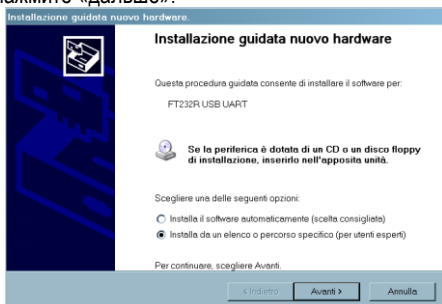 нажмите «дальше».
Installazione guidata nuovo hardware.
Installazione guidata nuovo hardware
Questa procedura guidata consente di installare il software per:
FT232R USB UART
Se la periferica è dotata di un CD o un disco floppy
di installazione, inserirlo nell'apposita unità.
Scegliere una delle seguenti opzioni:
Installa il software automaticamente (scelta consigliata)
Installa da un elenco o percorso specifico (per utenti esperti)
Per continuare, scegliere Avanti.
< Indietro Avanti > Annulla